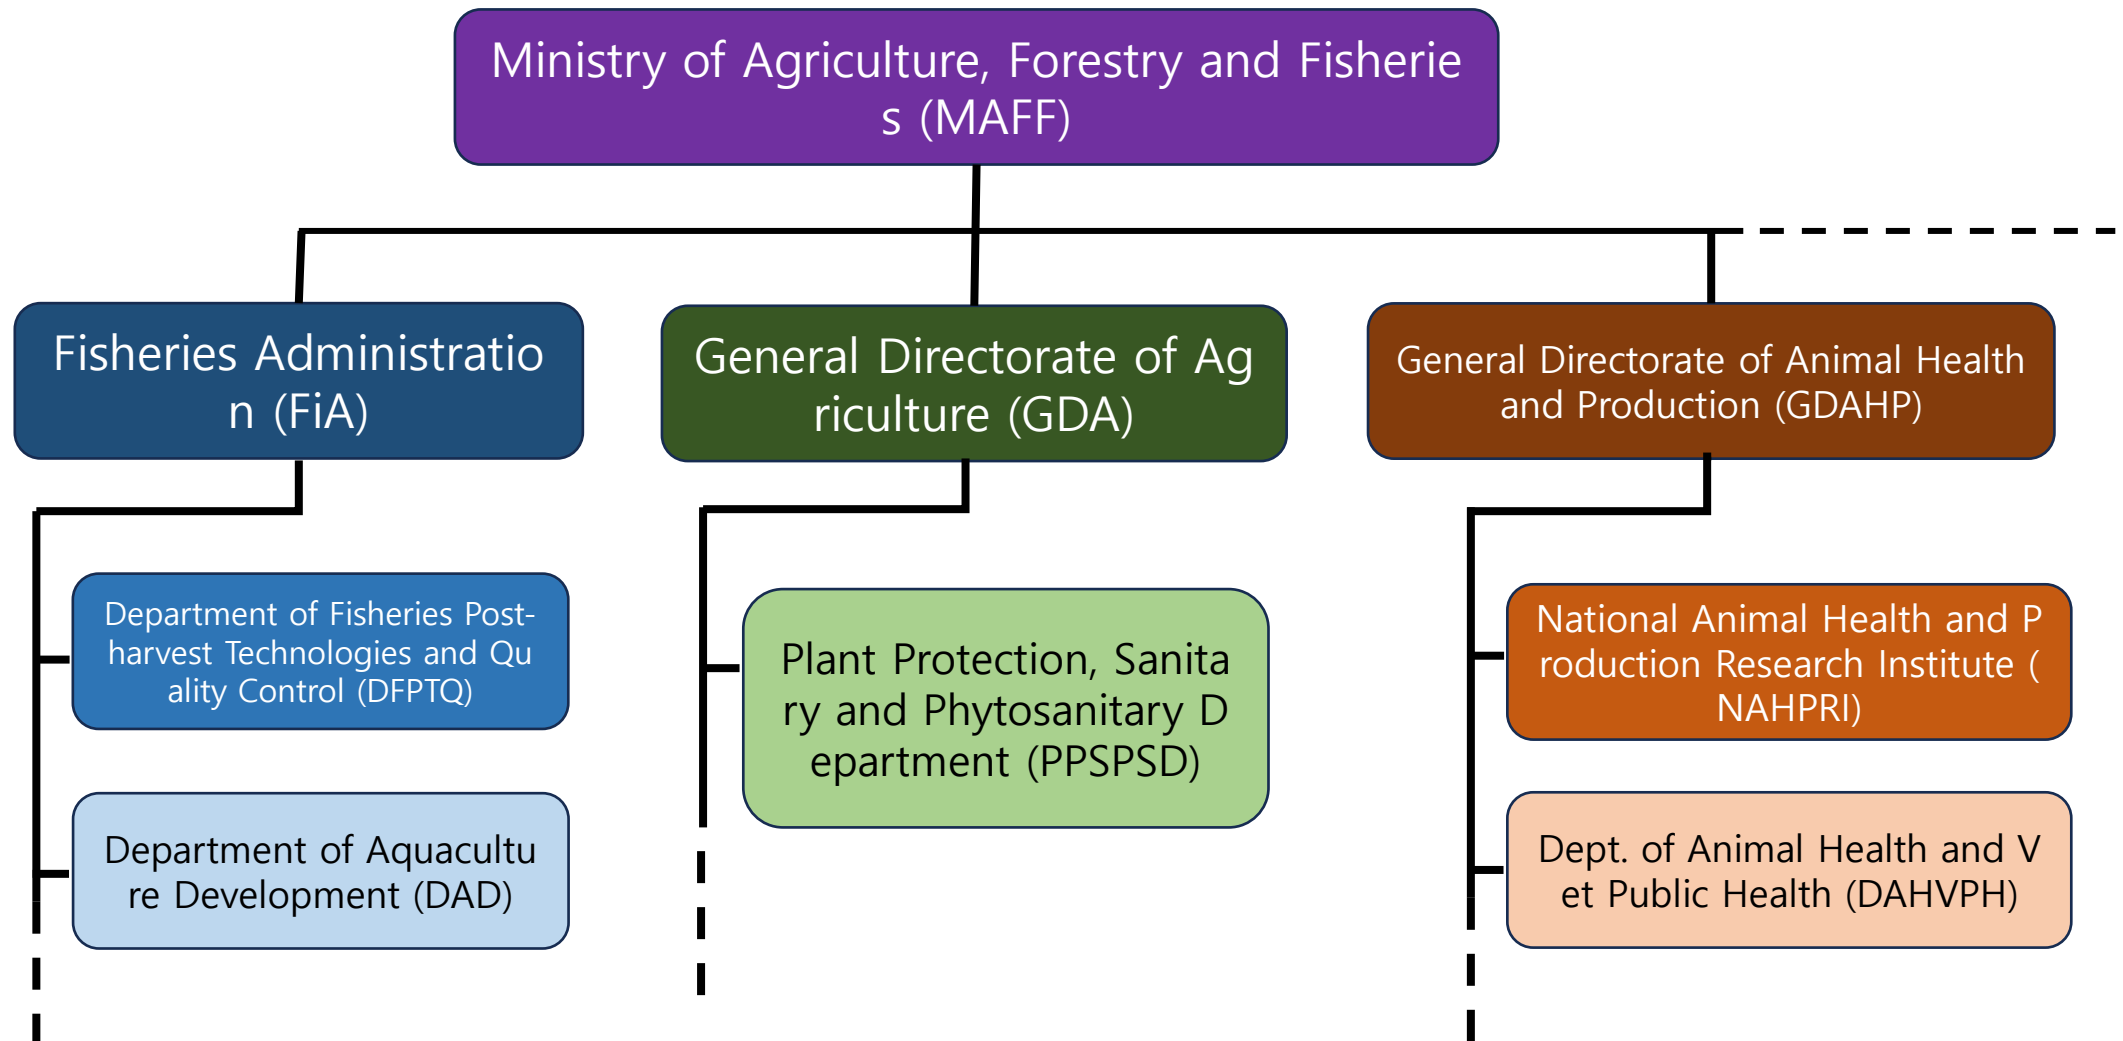 Ministry of Agriculture, Forestry and Fisherie
s (MAFF)
Fisheries Administratio
n (FiA)
General Directorate of Ag
riculture (GDA)
General Directorate of Animal Health
and Production (GDAHP)
Department of Fisheries Post-
harvest Technologies and Qu
ality Control (DFPTQ)
Department of Aquacultu
re Development (DAD)
Plant Protection, Sanita
ry and Phytosanitary D
epartment (PPSPSD)
National Animal Health and P
roduction Research Institute (
NAHPRI)
Dept. of Animal Health and V
et Public Health (DAHVPH)